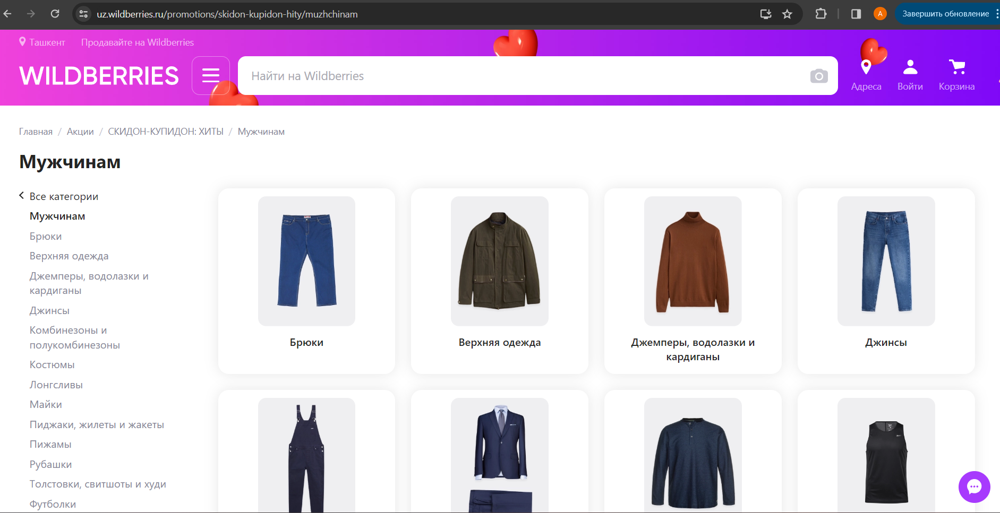 uz.wildberries.ru/promotions/skidon-kupidon-hity/muzhchinam
A
Завершить обновление
Ташкент
Продавайте на Wildberries
WILDBERRIES
Найти на Wildberries
Адреса
Войти
Корзина
Главная / Акции / СКИДОН-КУПИДОН: ХИТЫ / Мужчинам
Мужчинам
Все категории
Мужчинам
Брюки
Верхняя одежда
Джемперы, водолазки и
кардиганы
Джинсы
Комбинезоны и
полукомбинезоны
Костюмы
Лонгсливы
Майки
Пиджаки, жилеты и жакеты
Пижамы
Рубашки
Толстовки, свитшоты и худи
Футболки
Брюки
Верхняя одежда
Джемперы, водолазки и
кардиганы
Джинсы